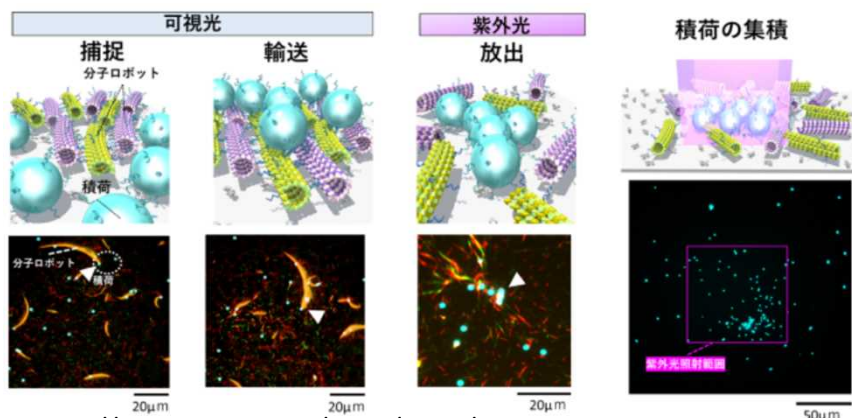 可視光
紫外光
積荷の集積
捕捉
輸送
放出
分子ロボット
積荷
分子ロボット
積荷
紫外光照射範囲
20μm
20μm
20μm
50μm